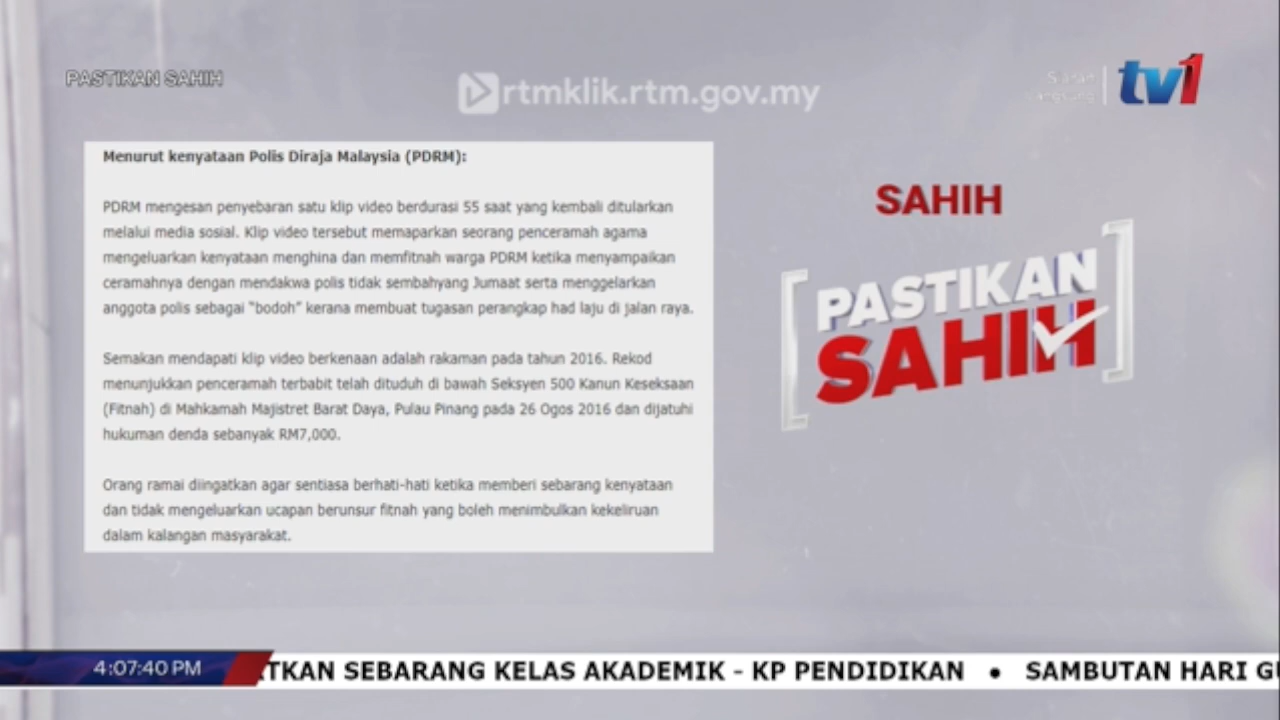 PASTIKAN SAHIH
rtmklik.rtm.gov.my
Siaran
Langsung
tv1
Menurut kenyataan Polis Diraja Malaysia (PDRM):
PDRM mengesan penyebaran satu klip video berdurasi 55 saat yang kembali ditularkan
melalui media sosial. Klip video tersebut memaparkan seorang penceramah agama
mengeluarkan kenyataan menghina dan memfitnah warga PDRM ketika menyampaikan
ceramahnya dengan mendakwa polis tidak sembahyang Jumaat serta menggelarkan
anggota polis sebagai "bodoh" kerana membuat tugasan perangkap had laju di jalan raya.
Semakan mendapati klip video berkenaan adalah rakaman pada tahun 2016. Rekod
menunjukkan penceramah terbabit telah dituduh di bawah Seksyen 500 Kanun Keseksaan
(Fitnah) di Mahkamah Majistret Barat Daya, Pulau Pinang pada 26 Ogos 2016 dan dijatuhi
hukuman denda sebanyak RM7,000.
Orang ramai diingatkan agar sentiasa berhati-hati ketika memberi sebarang kenyataan
dan tidak mengeluarkan ucapan berunsur fitnah yang boleh menimbulkan kekeliruan
dalam kalangan masyarakat.
SAHIH
PASTIKAN
SAHIH
4:07:40 PM
TKAN SEBARANG KELAS AKADEMIK - KP PENDIDIKAN • SAMBUTAN HARI GU